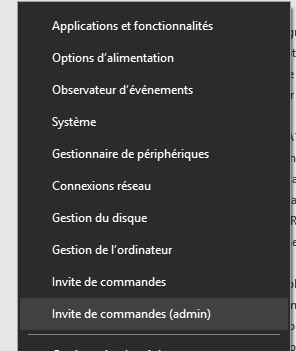 Applications et fonctionnalités
Options d’alimentation
Observateur d’événements
Système
Gestionnaire de périphériques
Connexions réseau
Gestion du disque
Gestion de l’ordinateur
Invite de commandes
Invite de commandes (admin)